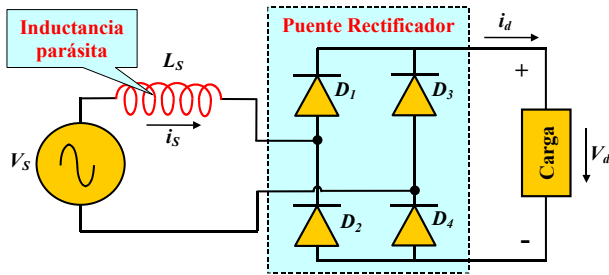 Inductancia
parásita
Puente Rectificador
L_S
i_S
V_S
D_1
D_3
D_2
D_4
i_d
+
Carga
V_d
-